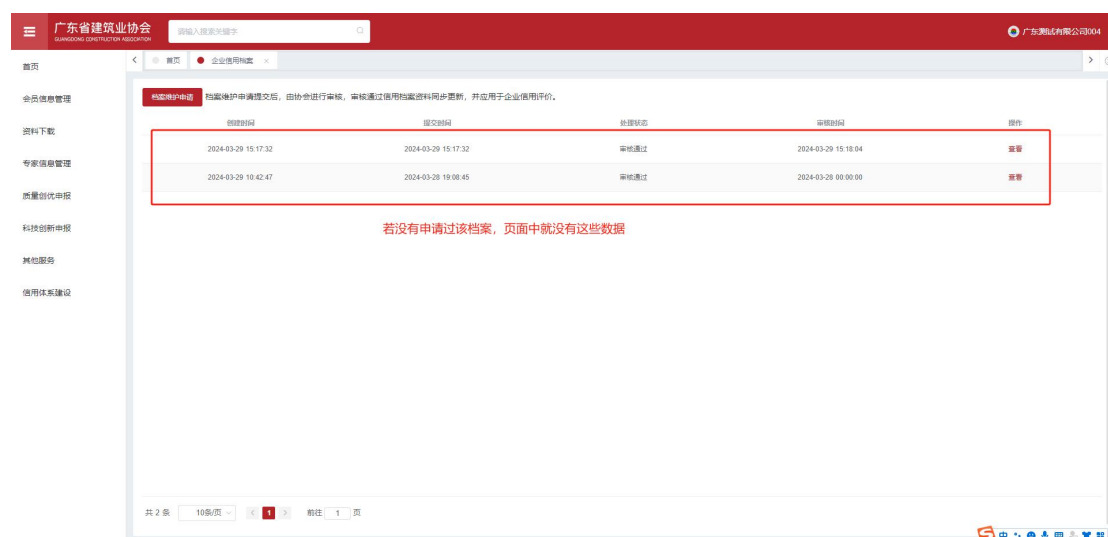 广东省建筑业协会
GUANGDONG CONSTRUCTION ASSOCIATION
请输入搜索关键字
广东测试有限公司004
首页
会员信息管理
资料下载
专家信息管理
质量创优申报
科技创新申报
其他服务
信用体系建设
首页 企业信用档案 ×
档案维护申请 档案维护申请提交后，由协会进行审核，审核通过信用档案资料同步更新，并应用于企业信用评价。
创建时间 提交时间 处理状态 审核时间 操作
2024-03-29 15:17:32 2024-03-29 15:17:32 审核通过 2024-03-29 15:18:04 查看
2024-03-29 10:42:47 2024-03-28 19:08:45 审核通过 2024-03-28 00:00:00 查看
若没有申请过该档案，页面中就没有这些数据
共 2 条 10条/页 1 前往 1 页
中